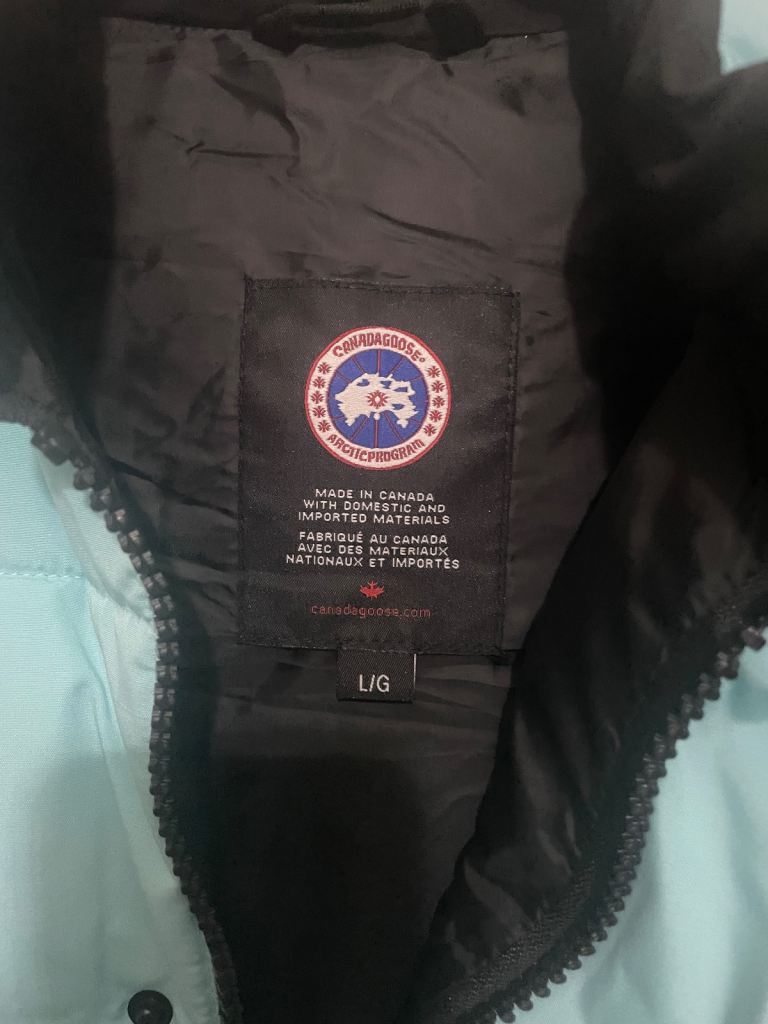 CANADA GOOSE®
ARCTIC PROGRAM
MADE IN CANADA
WITH DOMESTIC AND
IMPORTED MATERIALS
FABRIQUÉ AU CANADA
AVEC DES MATERIAUX
NATIONAUX ET IMPORTÉS
canadagoose.com
L/G